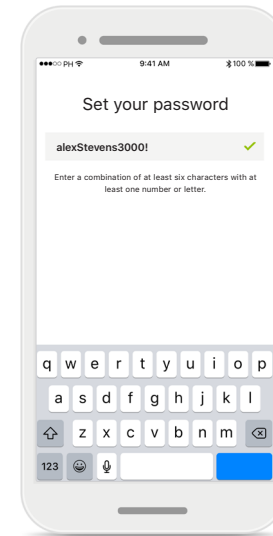 PH 9:41 AM 100 %
Set your password
alexStevens3000!
Enter a combination of at least six characters with at
least one number or letter.
q w e r t y u i o p
a s d f g h j k l
z x c v b n m
123